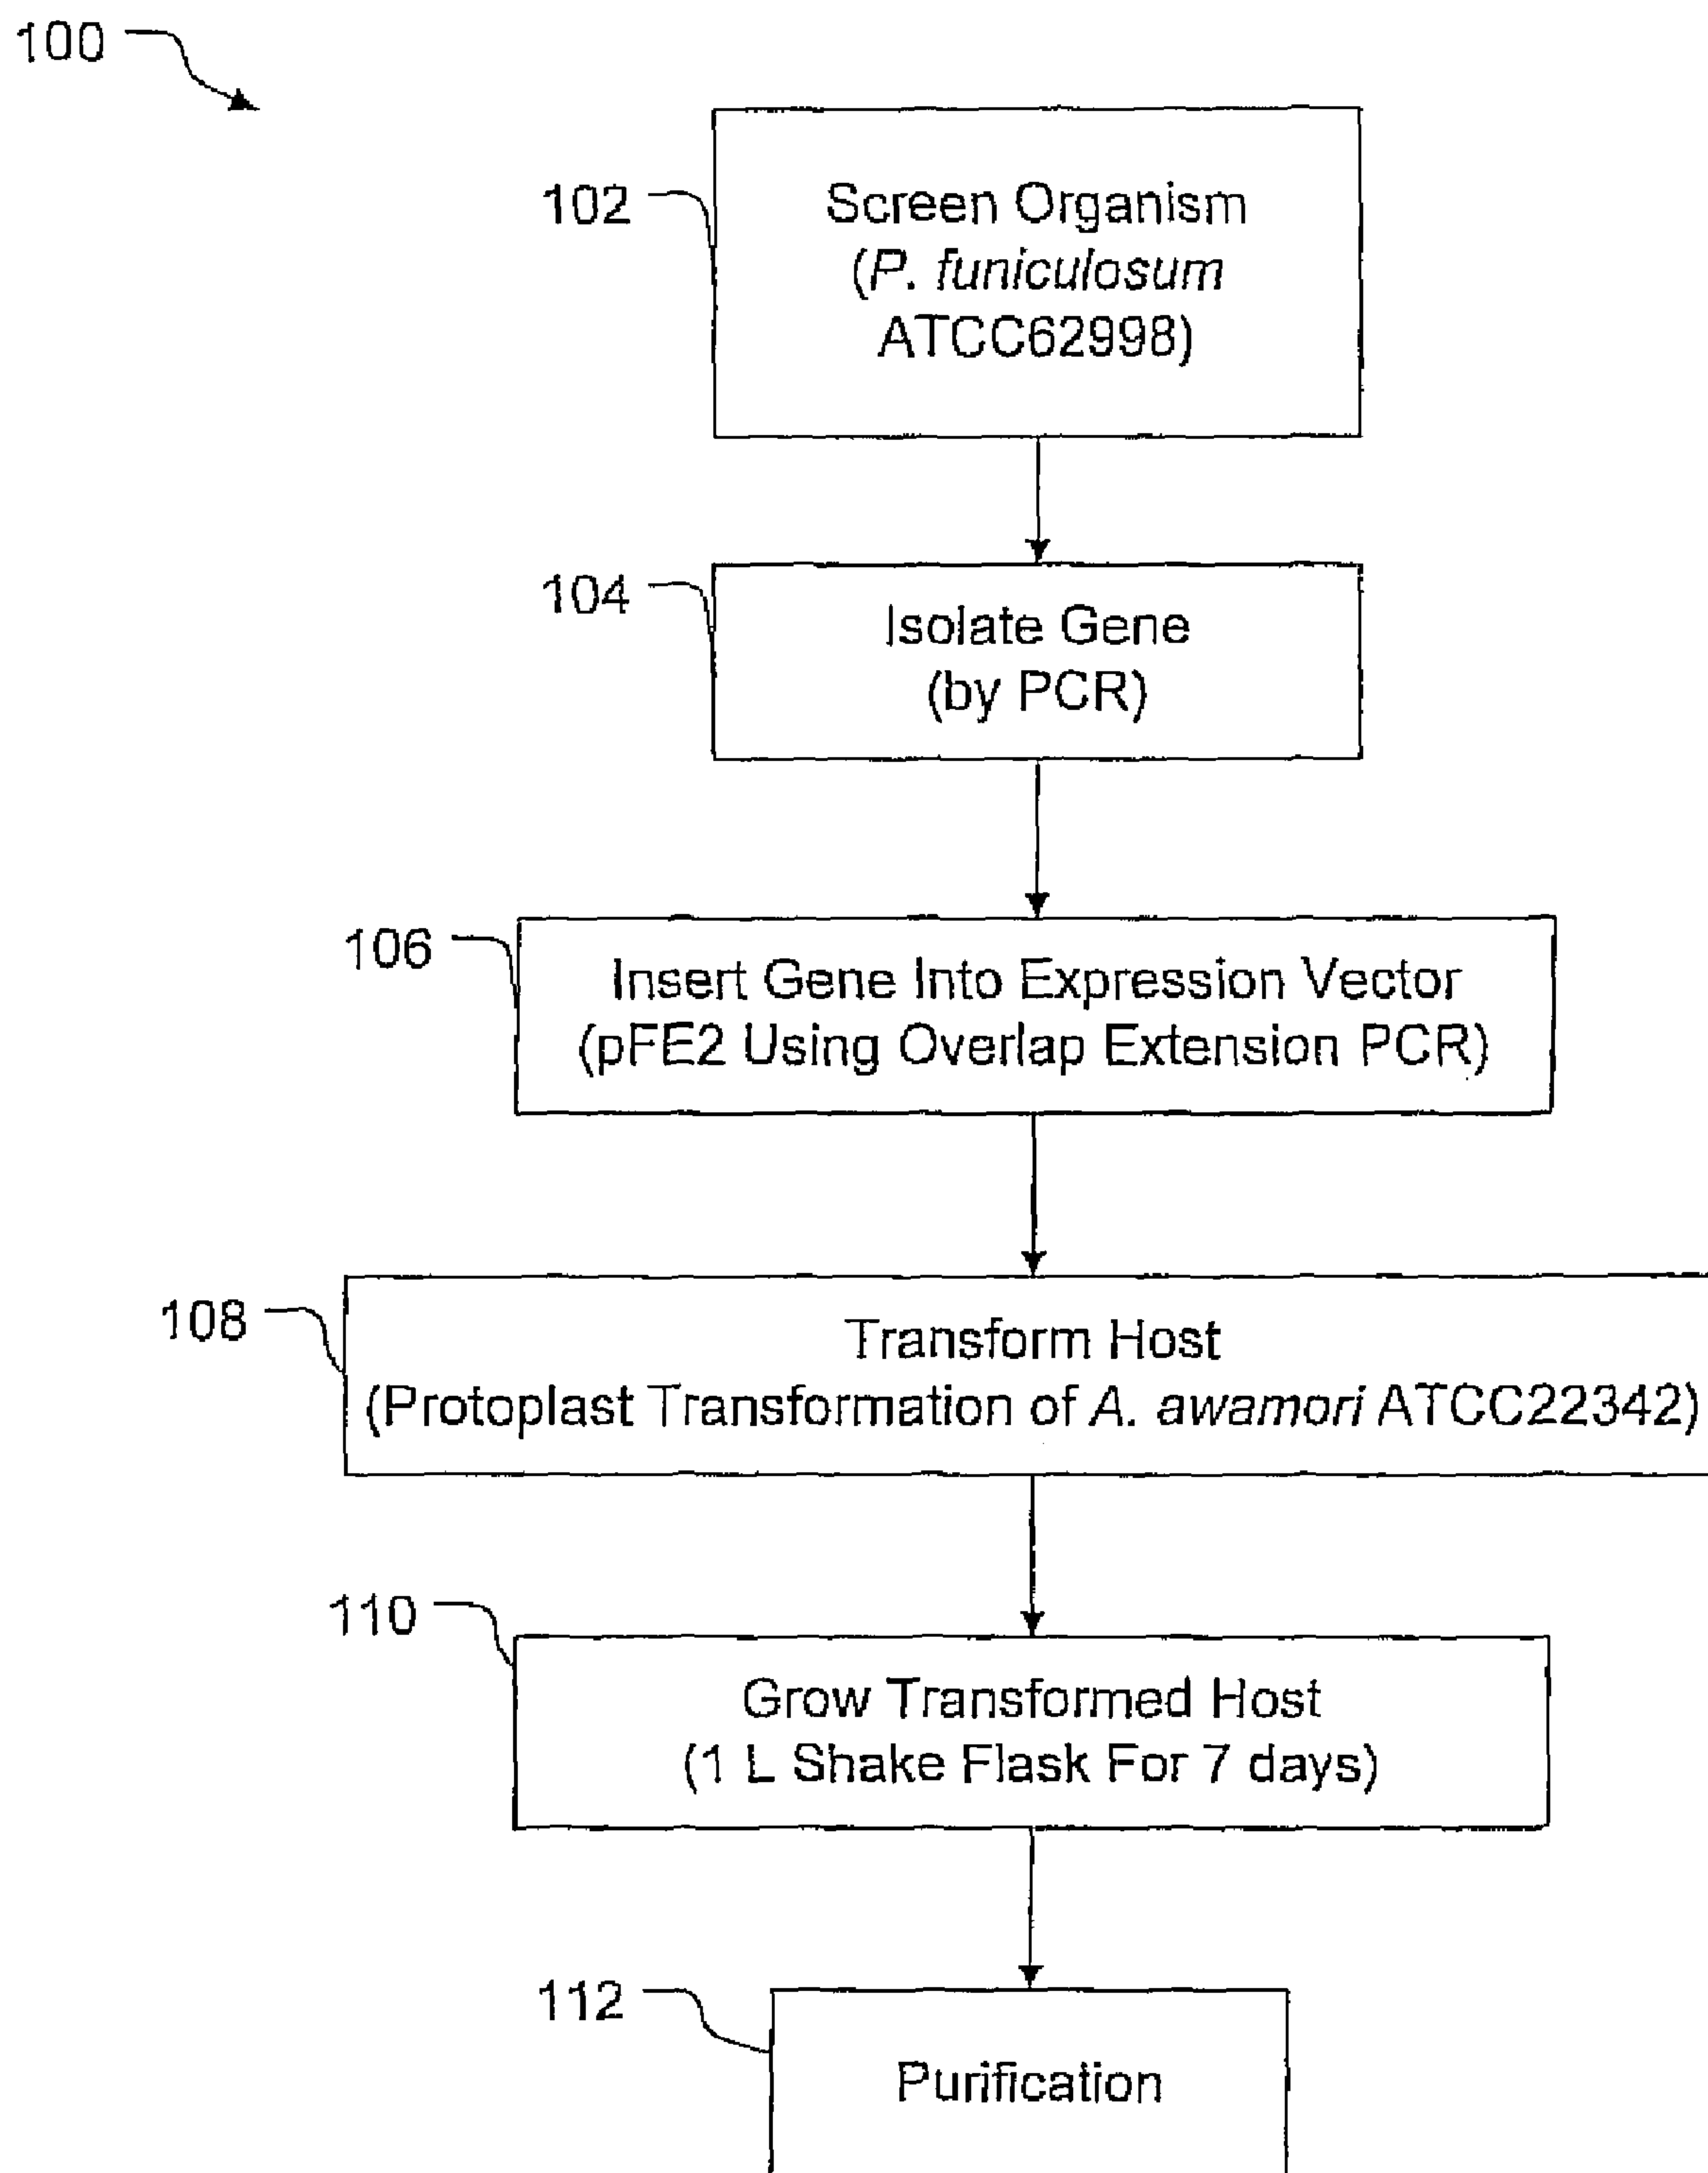 100
102
Screen Organism
(P. funiculosum
ATCC62998)
104
Isolate Gene
(by PCR)
106
Insert Gene Into Expression Vector
(pFE2 Using Overlap Extension PCR)
108
Transform Host
(Protoplast Transformation of A. awamori ATCC22342)
110
Grow Transformed Host
(1 L Shake Flask For 7 days)
112
Purification